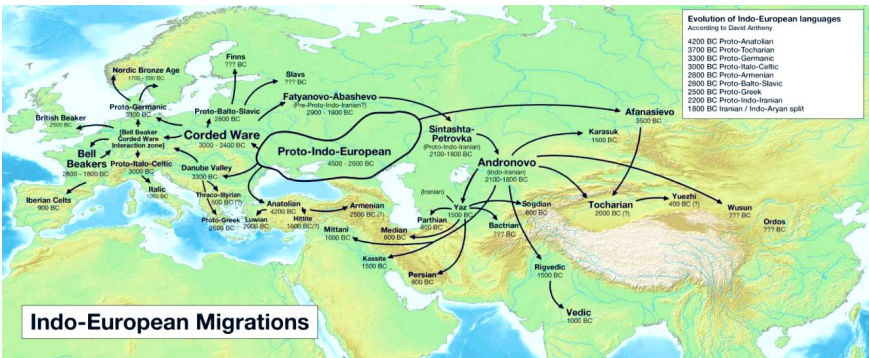 Evolution of Indo-European languages
According to David Anthony
4200 BC Proto-Anatolian
3700 BC Proto-Tocharian
3300 BC Proto-Germanic
3000 BC Proto-Italo-Celtic
2800 BC Proto-Armenian
2800 BC Proto-Balto-Slavic
2500 BC Proto-Greek
2200 BC Proto-Indo-Iranian
1800 BC Iranian / Indo-Aryan split
Finns
??? BC
Nordic Bronze Age
1700 - 500 BC
Slavs
??? BC
Fatyanovo-Abashevo
(Pre-Proto-Indo-Iranian?)
2900 - 1900 BC
Proto-Germanic
3300 BC
Proto-Balto-Slavic
2800 BC
British Beaker
2500 BC
[Bell Beaker
Corded Ware
Interaction zone]
Corded Ware
3000 - 2400 BC
Afanasievo
3500 BC
Sintashta-
Petrovka
(Proto-Indo-Iranian)
2100-1800 BC
Karasuk
1500 BC
Bell
Beakers
2800 - 1800 BC
Proto-Italo-Celtic
3000 BC
Proto-Indo-European
4500 - 2500 BC
Andronovo
(Indo-Iranian)
2100-1800 BC
Danube Valley
3300 BC
Iberian Celts
900 BC
Italic
Thraco-Illyrian
1500 BC (?)
(Iranian)
Anatolian
4200 BC
Armenian
2500 BC (?)
Yaz
1500 BC
Sogdian
600 BC
Tocharian
2000 BC (?)
Yuezhi
400 BC (?)
Wusun
??? BC
Proto-Greek
2500 BC
Luwian
2000 BC
Hittite
1600 BC(?)
Parthian
400 BC
Bactrian
??? BC
Ordos
??? BC
Mittani
1600 BC
Median
800 BC
Kassite
1500 BC
Persian
800 BC
Rigvedic
1500 BC
Vedic
1000 BC
Indo-European Migrations